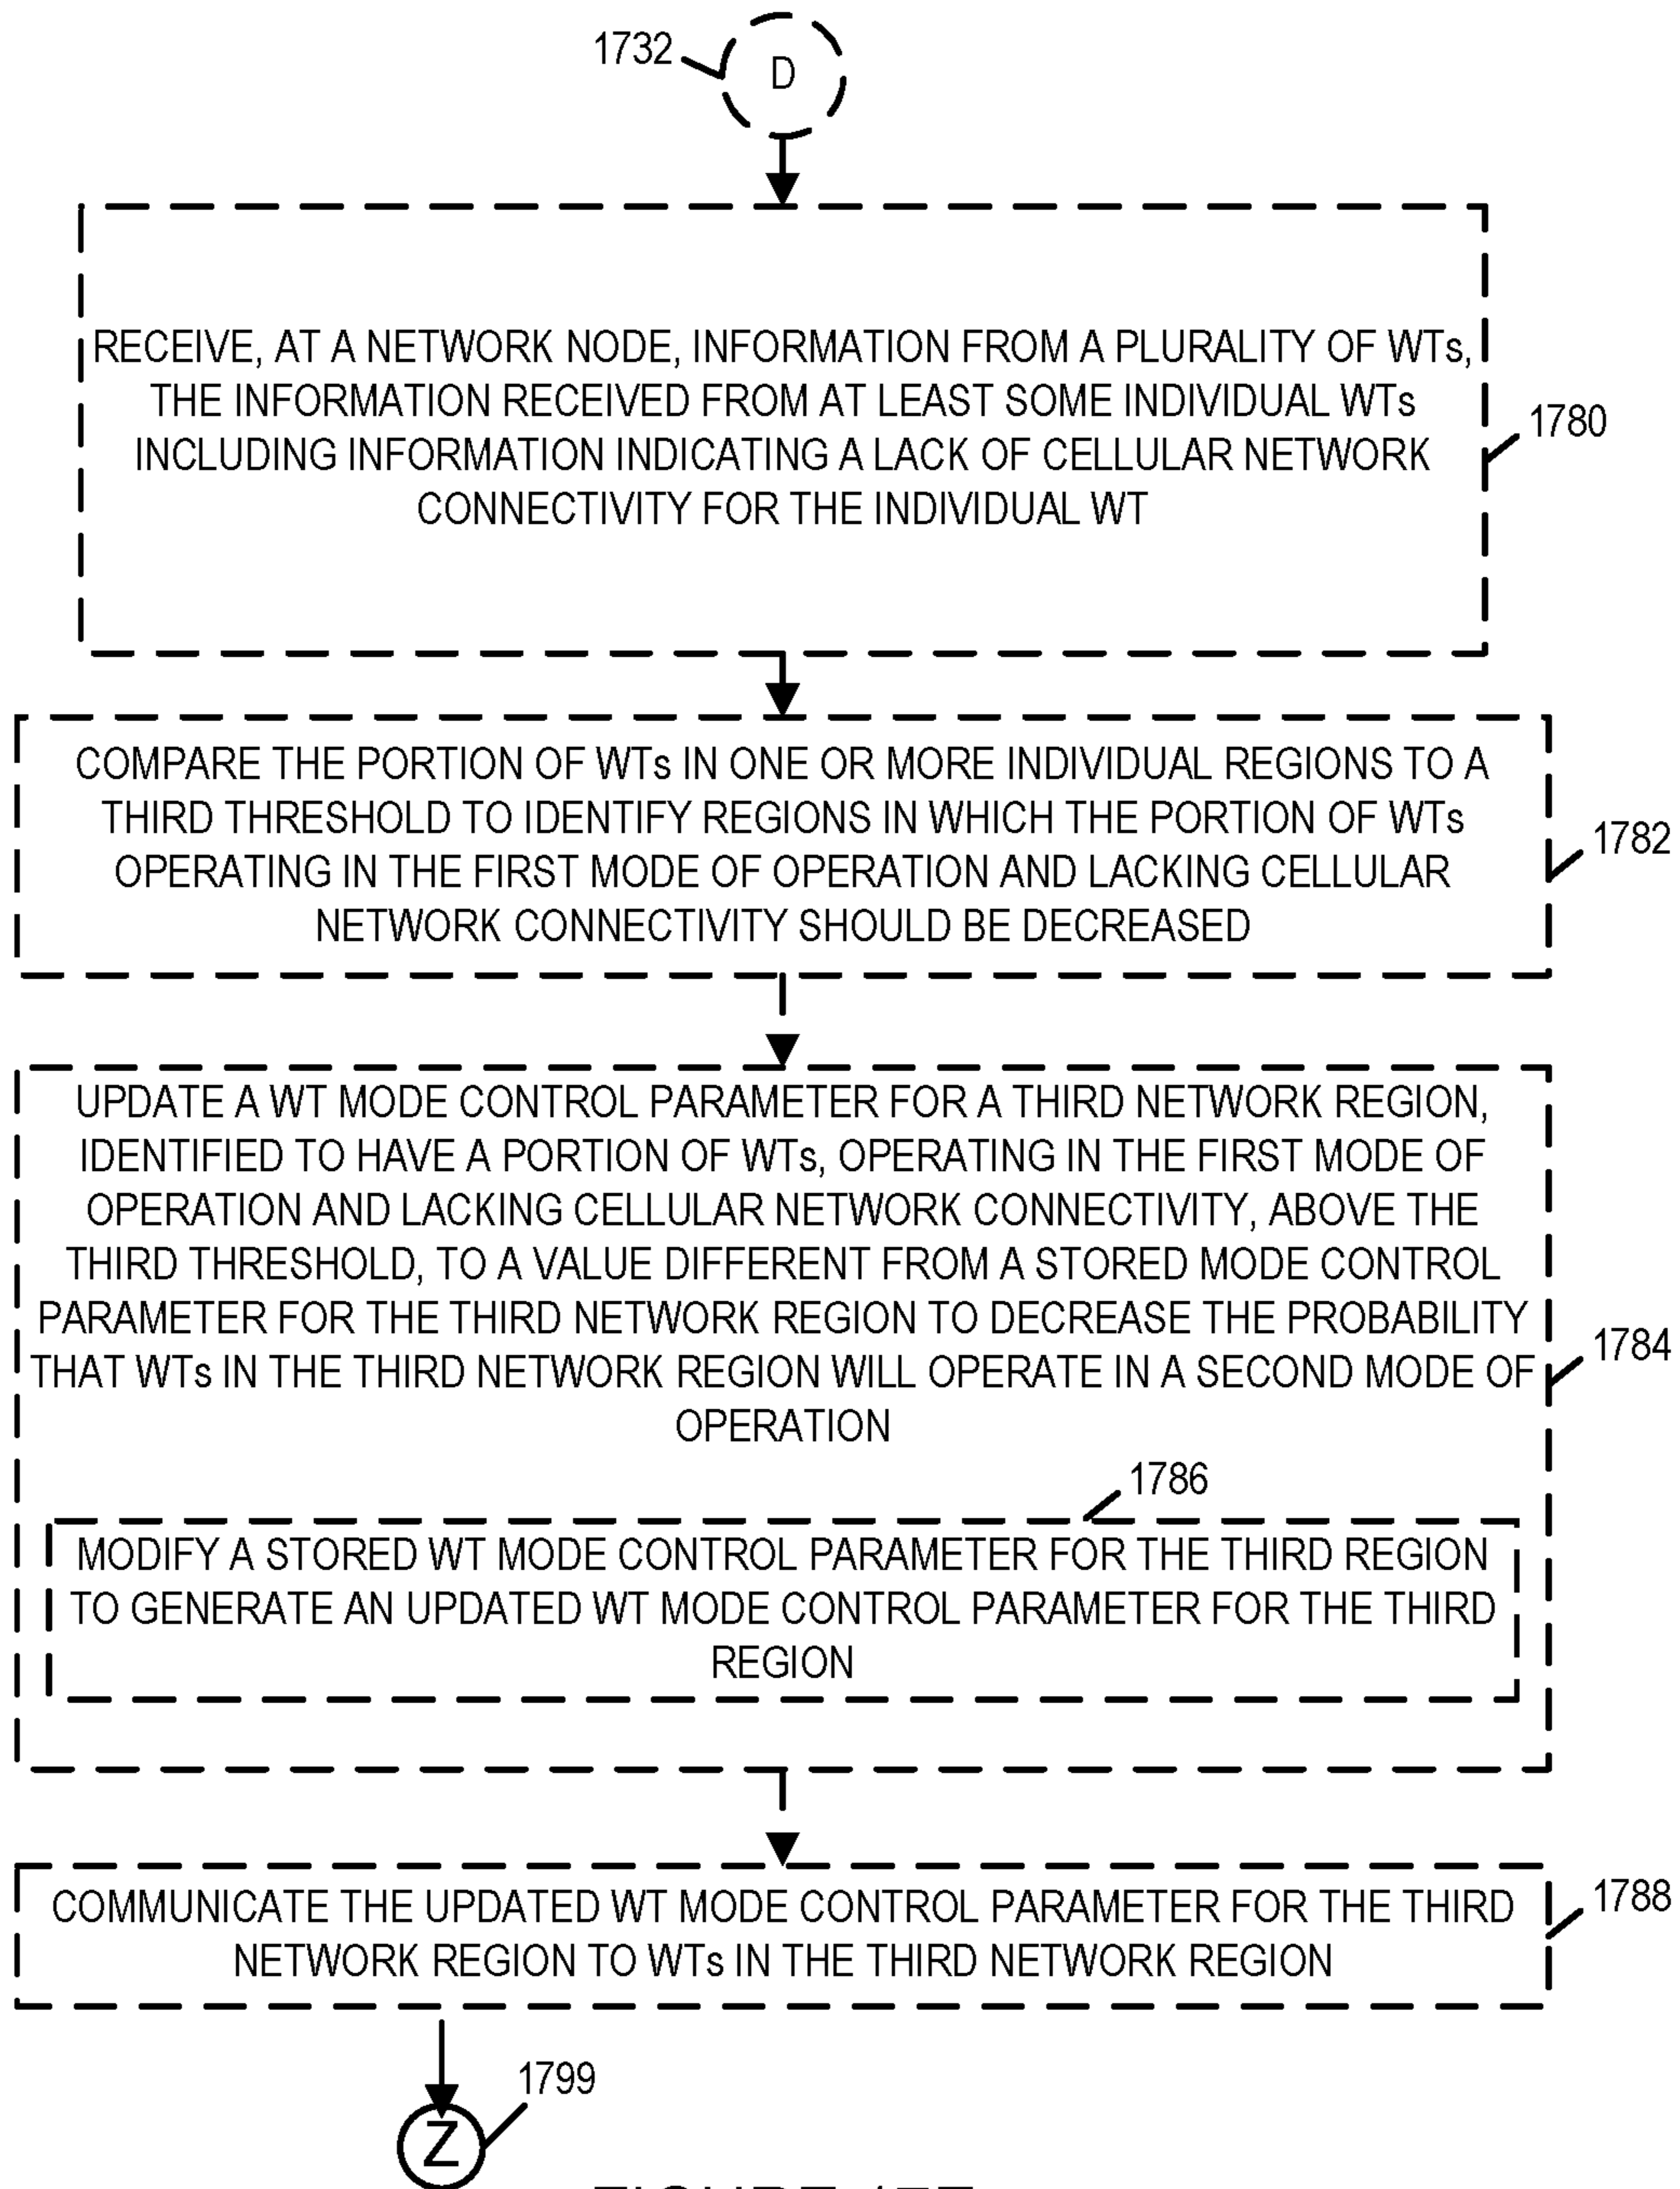 1732
D
RECEIVE, AT A NETWORK NODE, INFORMATION FROM A PLURALITY OF WTs,
THE INFORMATION RECEIVED FROM AT LEAST SOME INDIVIDUAL WTs
INCLUDING INFORMATION INDICATING A LACK OF CELLULAR NETWORK
CONNECTIVITY FOR THE INDIVIDUAL WT
1780
COMPARE THE PORTION OF WTs IN ONE OR MORE INDIVIDUAL REGIONS TO A
THIRD THRESHOLD TO IDENTIFY REGIONS IN WHICH THE PORTION OF WTs
OPERATING IN THE FIRST MODE OF OPERATION AND LACKING CELLULAR
NETWORK CONNECTIVITY SHOULD BE DECREASED
1782
UPDATE A WT MODE CONTROL PARAMETER FOR A THIRD NETWORK REGION,
IDENTIFIED TO HAVE A PORTION OF WTs, OPERATING IN THE FIRST MODE OF
OPERATION AND LACKING CELLULAR NETWORK CONNECTIVITY, ABOVE THE
THIRD THRESHOLD, TO A VALUE DIFFERENT FROM A STORED MODE CONTROL
PARAMETER FOR THE THIRD NETWORK REGION TO DECREASE THE PROBABILITY
THAT WTs IN THE THIRD NETWORK REGION WILL OPERATE IN A SECOND MODE OF
OPERATION
1784
1786
MODIFY A STORED WT MODE CONTROL PARAMETER FOR THE THIRD REGION
TO GENERATE AN UPDATED WT MODE CONTROL PARAMETER FOR THE THIRD
REGION
COMMUNICATE THE UPDATED WT MODE CONTROL PARAMETER FOR THE THIRD
NETWORK REGION TO WTs IN THE THIRD NETWORK REGION
1788
1799
Z